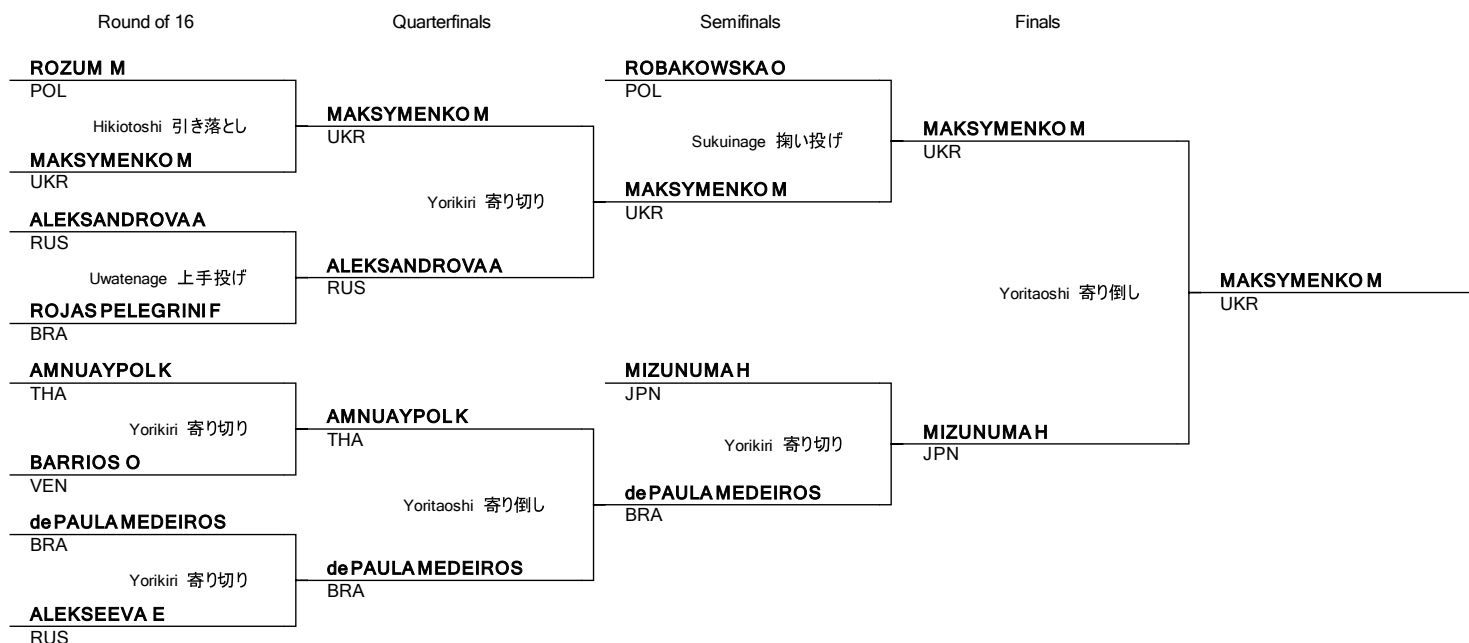 Round of 16
Quarterfinals
Semifinals
Finals
ROZUM M
POL
Hikiotoshi 引き落とし
MAKSYMENKO M
UKR
ALEKSANDROVA A
RUS
Uwatenage 上手投げ
ROJAS PELEGRINI F
BRA
AMNUAYPOL K
THA
Yorikiri 寄り切り
BARRIOS O
VEN
de PAULA MEDEIROS
BRA
Yorikiri 寄り切り
ALEKSEEVA E
RUS
MAKSYMENKO M
UKR
Yorikiri 寄り切り
ALEKSANDROVA A
RUS
AMNUAYPOL K
THA
Yoritaoshi 寄り倒し
de PAULA MEDEIROS
BRA
ROBAKOWSKA O
POL
Sukuinage 掬い投げ
MAKSYMENKO M
UKR
MIZUNUMA H
JPN
Yorikiri 寄り切り
de PAULA MEDEIROS
BRA
MAKSYMENKO M
UKR
Yoritaoshi 寄り倒し
MIZUNUMA H
JPN
MAKSYMENKO M
UKR